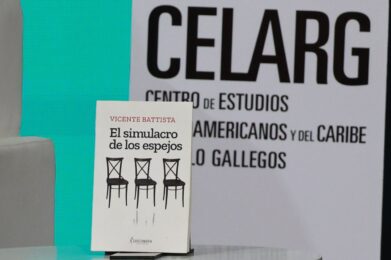 CELARG
CENTRO DE ESTUDIOS
AMERICANOS Y DEL CARIBE
LO GALLEGOS
VICENTE BATTISTA
El simulacro
de los espejos